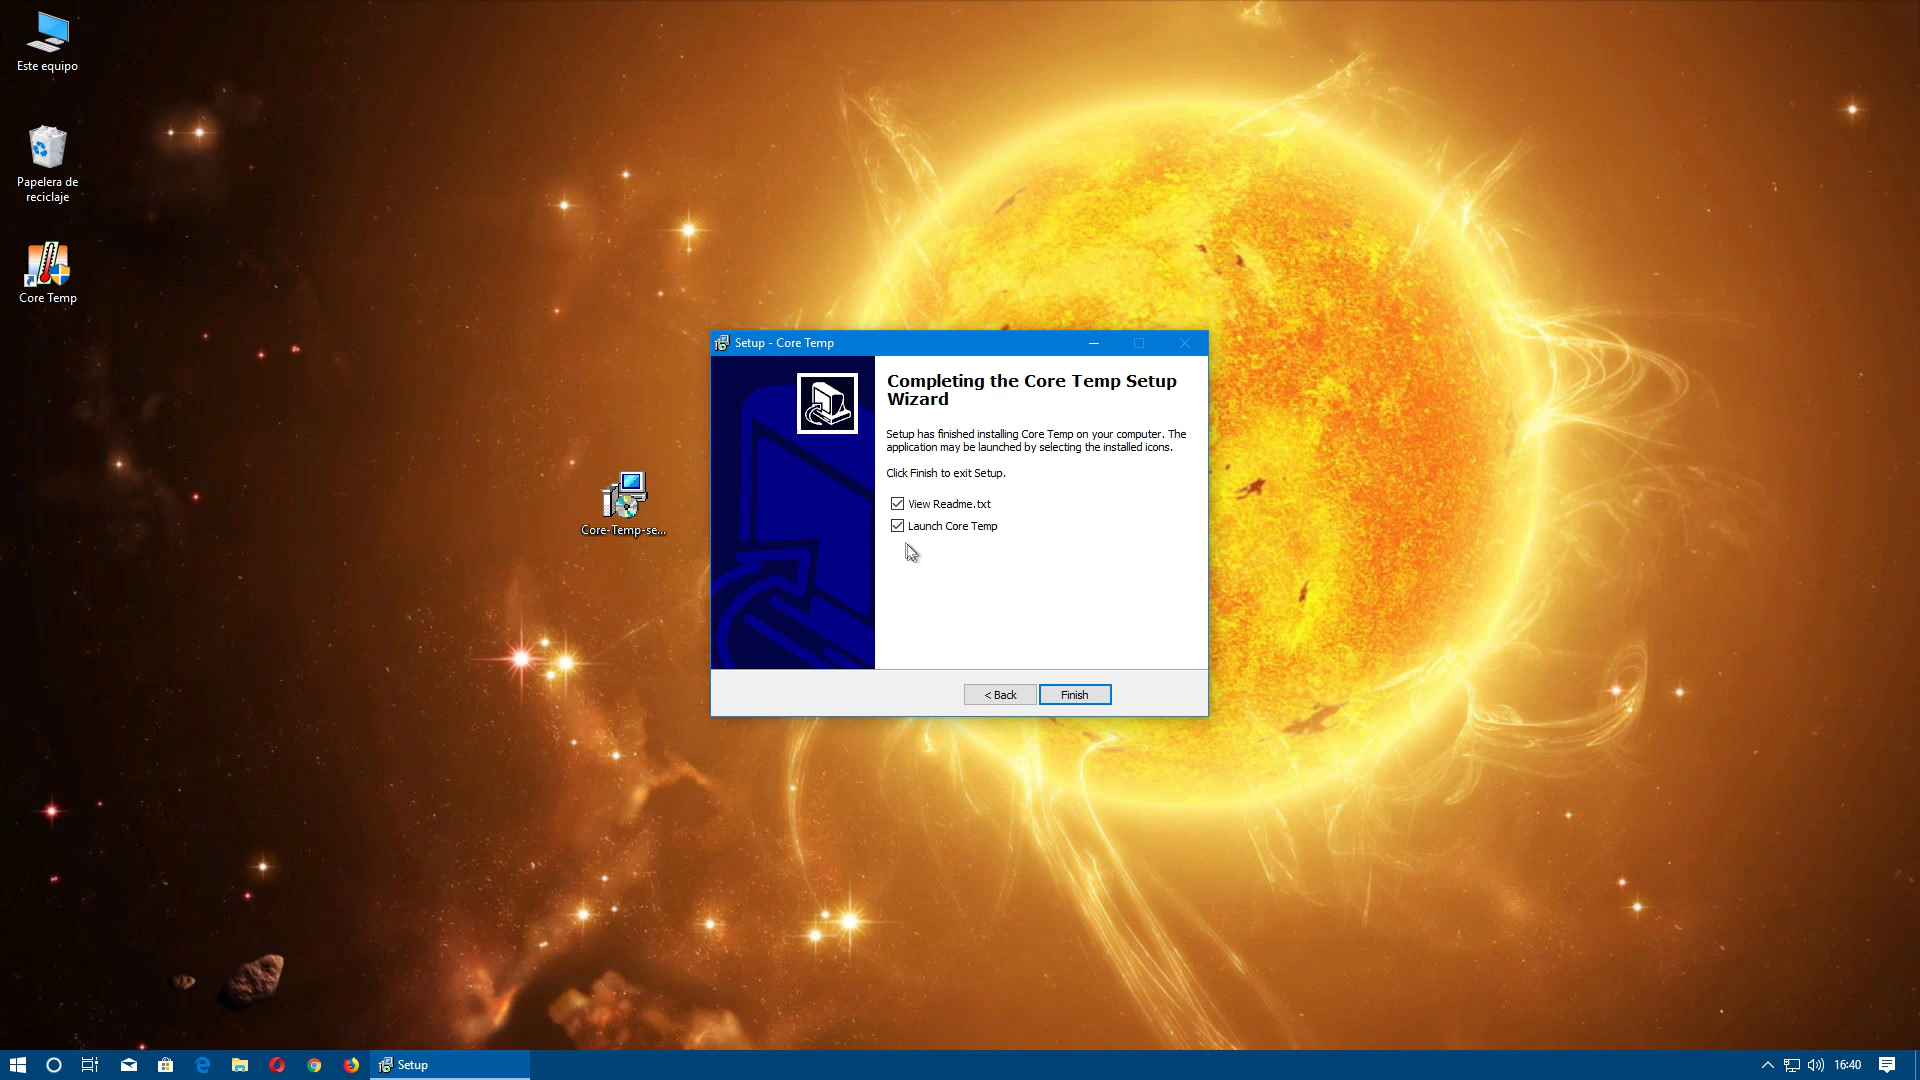 Este equipo
Papelera de
reciclaje
Core Temp
Core-Temp-se...
Setup - Core Temp
Completing the Core Temp Setup
Wizard
Setup has finished installing Core Temp on your computer. The
application may be launched by selecting the installed icons.
Click Finish to exit Setup.
View Readme.txt
Launch Core Temp
< Back
Finish
Setup
16:40